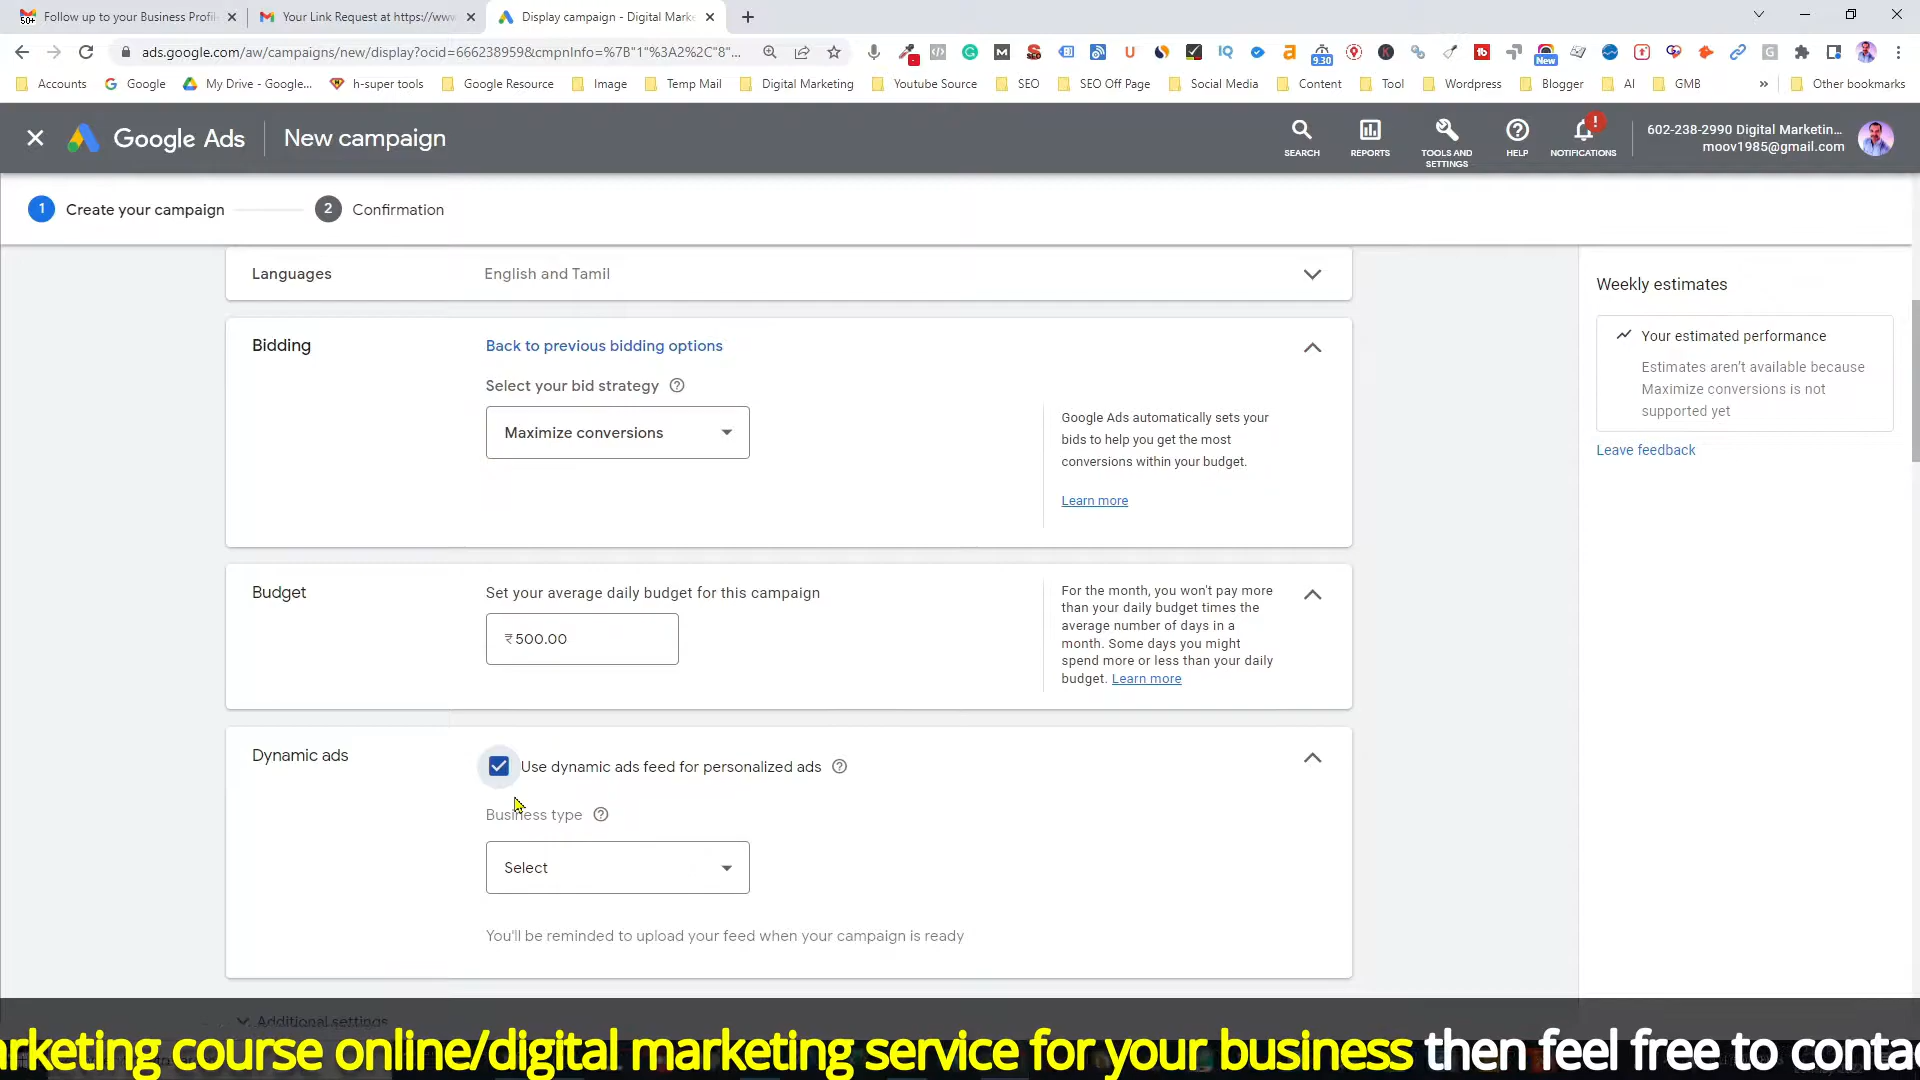 Follow up to your Business Profil
Your Link Request at https://www
Display campaign - Digital Marke
ads.google.com/aw/campaigns/new/display?ocid=666238959&cmpnInfo=%7B"1"%3A2%2C"8"...
9.30
New
Accounts
Google
My Drive - Google...
h-super tools
Google Resource
Image
Temp Mail
Digital Marketing
Youtube Source
SEO
SEO Off Page
Social Media
Content
Tool
Wordpress
Blogger
AI
GMB
»
Other bookmarks
Google Ads
New campaign
SEARCH
REPORTS
TOOLS AND
SETTINGS
HELP
NOTIFICATIONS
602-238-2990 Digital Marketin...
moov1985@gmail.com
1 Create your campaign
2 Confirmation
Languages
English and Tamil
Bidding
Back to previous bidding options
Select your bid strategy
Maximize conversions
Google Ads automatically sets your
bids to help you get the most
conversions within your budget.
Learn more
Budget
Set your average daily budget for this campaign
₹500.00
For the month, you won't pay more
than your daily budget times the
average number of days in a
month. Some days you might
spend more or less than your daily
budget. Learn more
Dynamic ads
Use dynamic ads feed for personalized ads
Business type
Select
You'll be reminded to upload your feed when your campaign is ready
Additional settings
Weekly estimates
Your estimated performance
Estimates aren't available because
Maximize conversions is not
supported yet
Leave feedback
arketing course online/digital marketing service for your business then feel free to conta